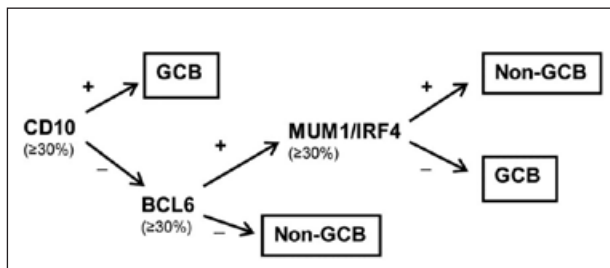 +
GCB
+
Non-GCB
CD10
(≥30%)
+
MUM1/IRF4
(≥30%)
–
–
GCB
BCL6
(≥30%)
–
Non-GCB